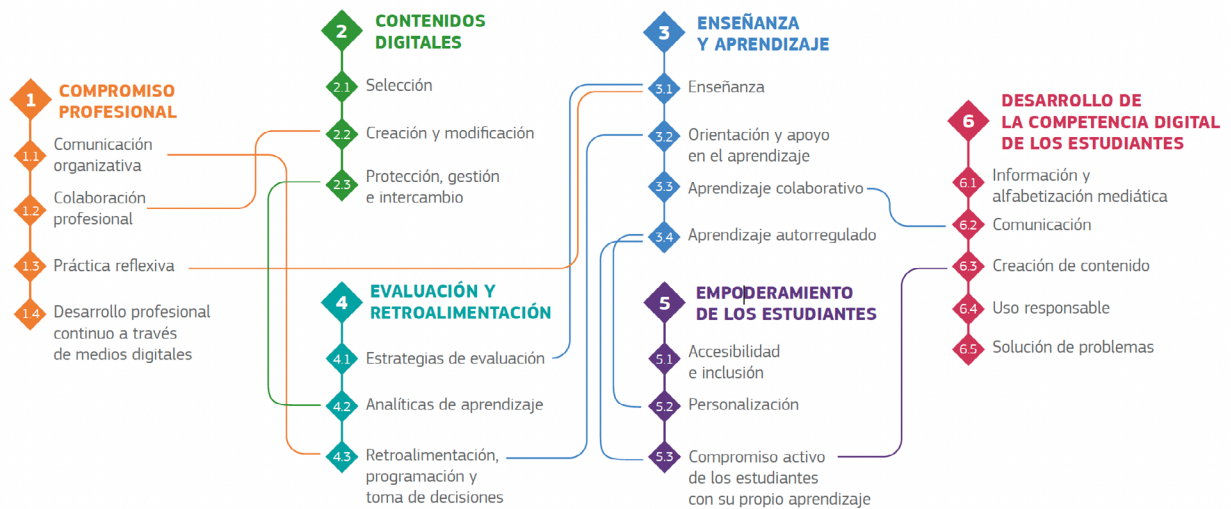 1
COMPROMISO
PROFESIONAL
1.1
Comunicación
organizativa
1.2
Colaboración
profesional
1.3
Práctica reflexiva
1.4
Desarrollo profesional
continuo a través
de medios digitales
2
CONTENIDOS
DIGITALES
2.1
Selección
2.2
Creación y modificación
2.3
Protección, gestión
e intercambio
3
ENSEÑANZA
Y APRENDIZAJE
3.1
Enseñanza
3.2
Orientación y apoyo
en el aprendizaje
3.3
Aprendizaje colaborativo
3.4
Aprendizaje autorregulado
4
EVALUACIÓN Y
RETROALIMENTACIÓN
4.1
Estrategias de evaluación
4.2
Analíticas de aprendizaje
4.3
Retroalimentación,
programación y
toma de decisiones
5
EMPODERAMIENTO
DE LOS ESTUDIANTES
5.1
Accesibilidad
e inclusión
5.2
Personalización
5.3
Compromiso activo
de los estudiantes
con su propio aprendizaje
6
DESARROLLO DE
LA COMPETENCIA DIGITAL
DE LOS ESTUDIANTES
6.1
Información y
alfabetización mediática
6.2
Comunicación
6.3
Creación de contenido
6.4
Uso responsable
6.5
Solución de problemas